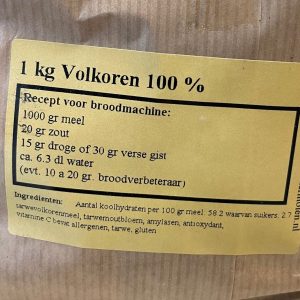 1 kg Volkoren 100 %
Recept voor broodmachine:
1000 gr meel
20 gr zout
15 gr droge of 30 gr verse gist
ca. 6.3 dl water
(evt. 10 a 20 gr. broodverbeteraar)
Ingredienten: Aantal koolhydraten per 100 gr meel: 58.2 waarvan suikers: 2.7
tarwevolkorenmeel, tarwemoutbloem, amylasen, antioxydant,
vitamine C bevat allergenen, tarwe, gluten